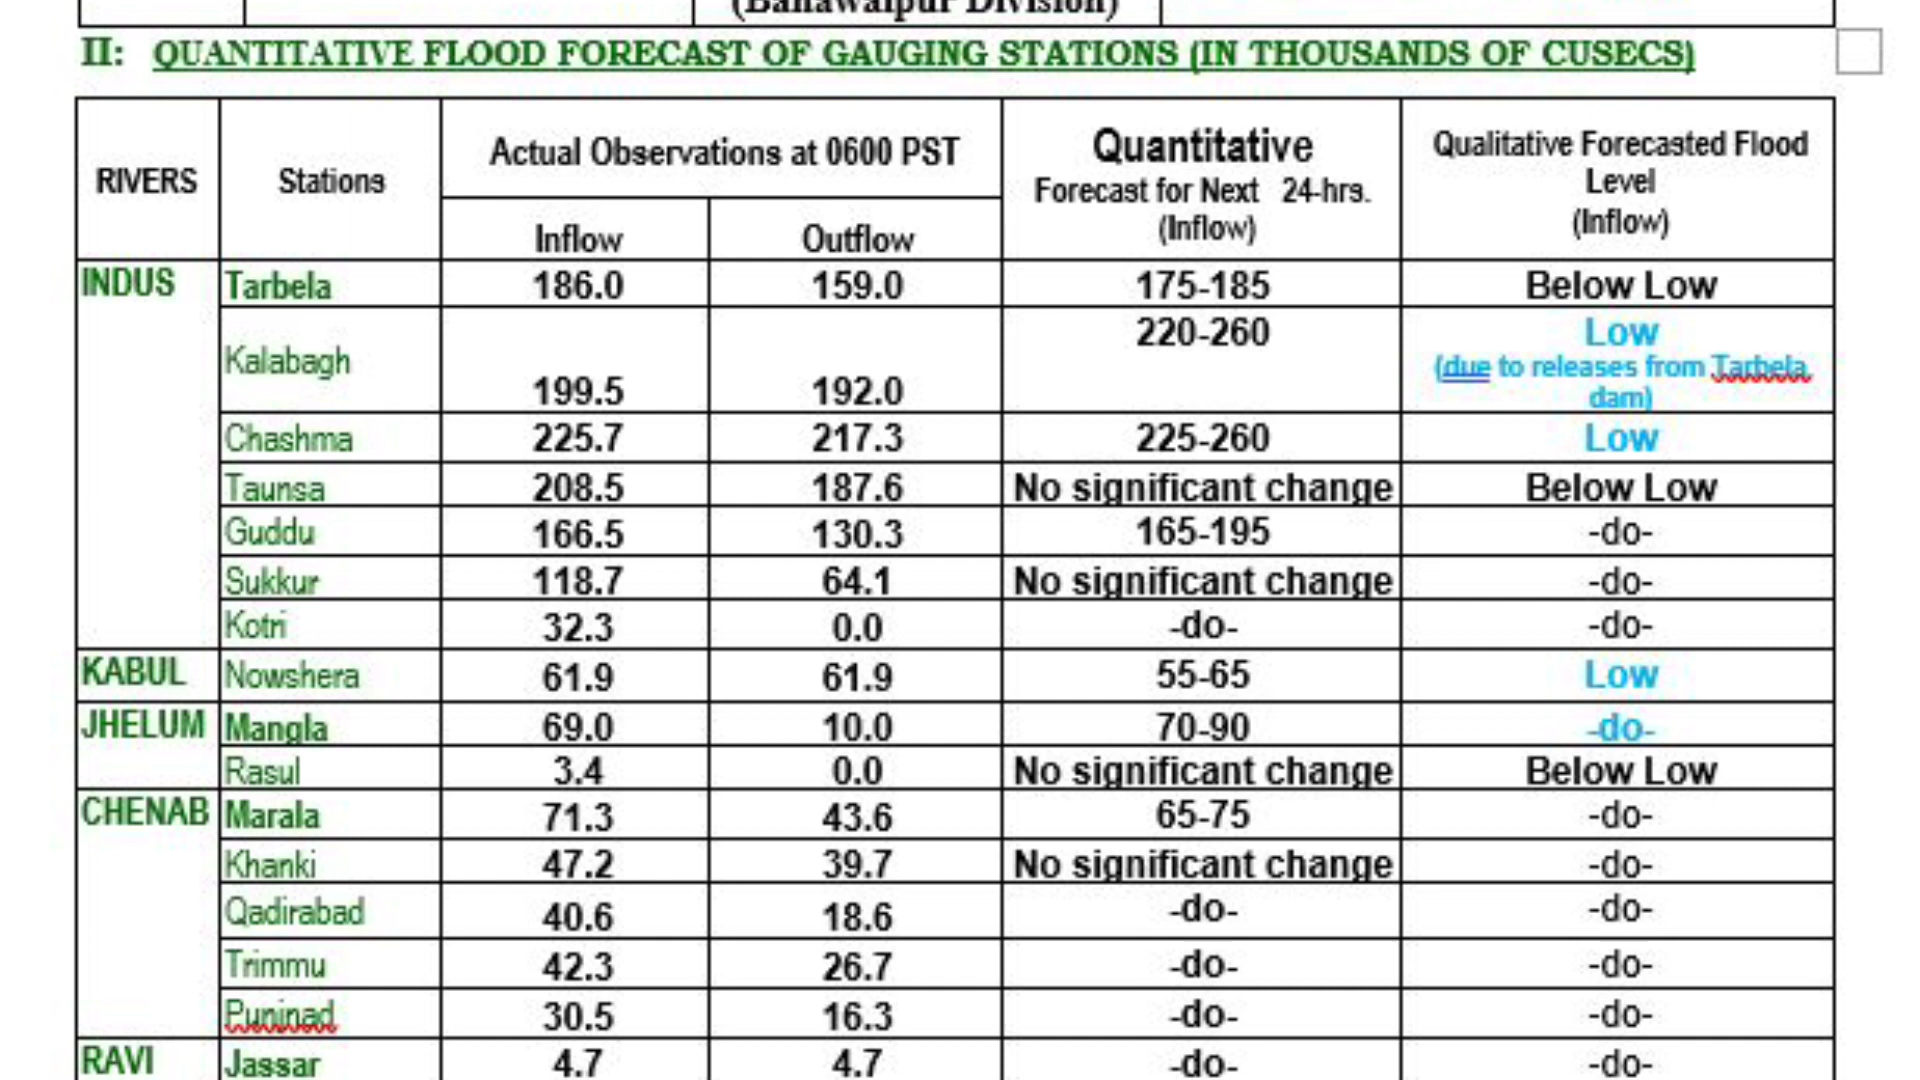 (Bahawalpur Division)
II: QUANTITATIVE FLOOD FORECAST OF GAUGING STATIONS (IN THOUSANDS OF CUSECS)
RIVERS Stations Actual Observations at 0600 PST Quantitative Forecast for Next 24-hrs. (Inflow) Qualitative Forecasted Flood Level (Inflow)
Inflow Outflow
INDUS Tarbela 186.0 159.0 175-185 Below Low
Kalabagh 199.5 192.0 220-260 Low (due to releases from Tarbela dam)
Chashma 225.7 217.3 225-260 Low
Taunsa 208.5 187.6 No significant change Below Low
Guddu 166.5 130.3 165-195 -do-
Sukkur 118.7 64.1 No significant change -do-
Kotri 32.3 0.0 -do- -do-
KABUL Nowshera 61.9 61.9 55-65 Low
JHELUM Mangla 69.0 10.0 70-90 -do-
Rasul 3.4 0.0 No significant change Below Low
CHENAB Marala 71.3 43.6 65-75 -do-
Khanki 47.2 39.7 No significant change -do-
Qadirabad 40.6 18.6 -do- -do-
Trimmu 42.3 26.7 -do- -do-
Puninad 30.5 16.3 -do- -do-
RAVI Jassar 4.7 4.7 -do- -do-